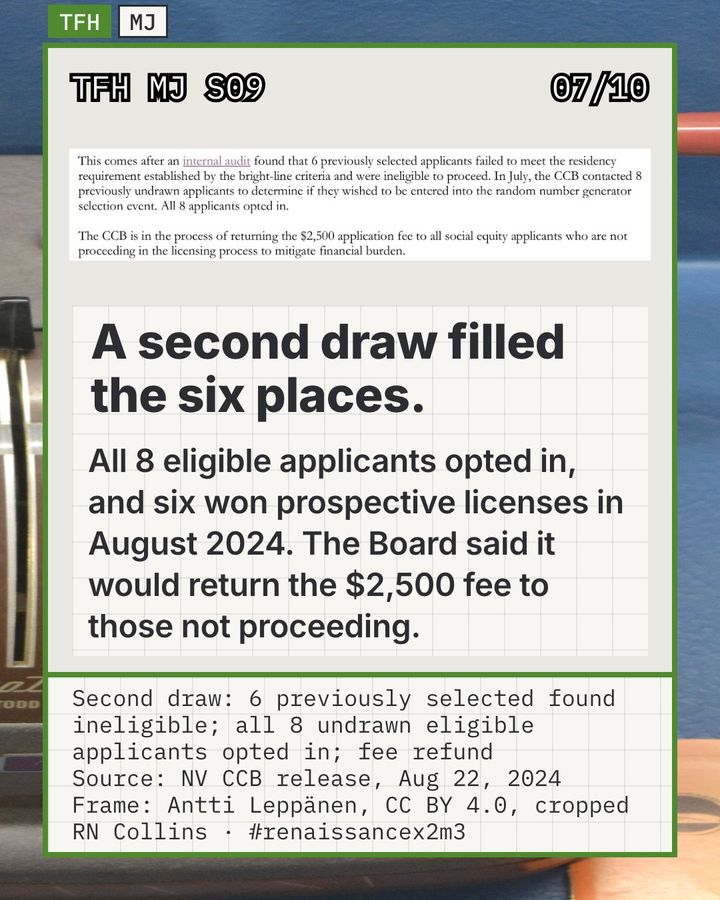 TFH MJ
TFH MJ S09 07/10
This comes after an internal audit found that 6 previously selected applicants failed to meet the residency
requirement established by the bright-line criteria and were ineligible to proceed. In July, the CCB contacted 8
previously undrawn applicants to determine if they wished to be entered into the random number generator
selection event. All 8 applicants opted in.
The CCB is in the process of returning the $2,500 application fee to all social equity applicants who are not
proceeding in the licensing process to mitigate financial burden.
A second draw filled
the six places.
All 8 eligible applicants opted in,
and six won prospective licenses in
August 2024. The Board said it
would return the $2,500 fee to
those not proceeding.
Second draw: 6 previously selected found
ineligible; all 8 undrawn eligible
applicants opted in; fee refund
Source: NV CCB release, Aug 22, 2024
Frame: Antti Leppänen, CC BY 4.0, cropped
RN Collins · #renaissancex2m3